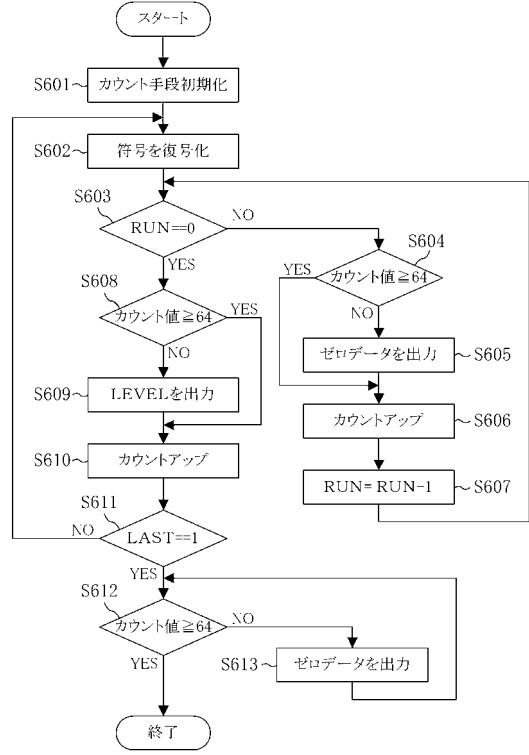 スタート
S601
カウント手段初期化
S602
符号を復号化
S603
RUN==0
NO
YES
S604
カウント値≧64
YES
NO
S605
ゼロデータを出力
S606
カウントアップ
S607
RUN=RUN-1
S608
カウント値≧64
YES
NO
S609
LEVELを出力
S610
カウントアップ
S611
LAST==1
NO
YES
S612
カウント値≧64
NO
YES
S613
ゼロデータを出力
終了